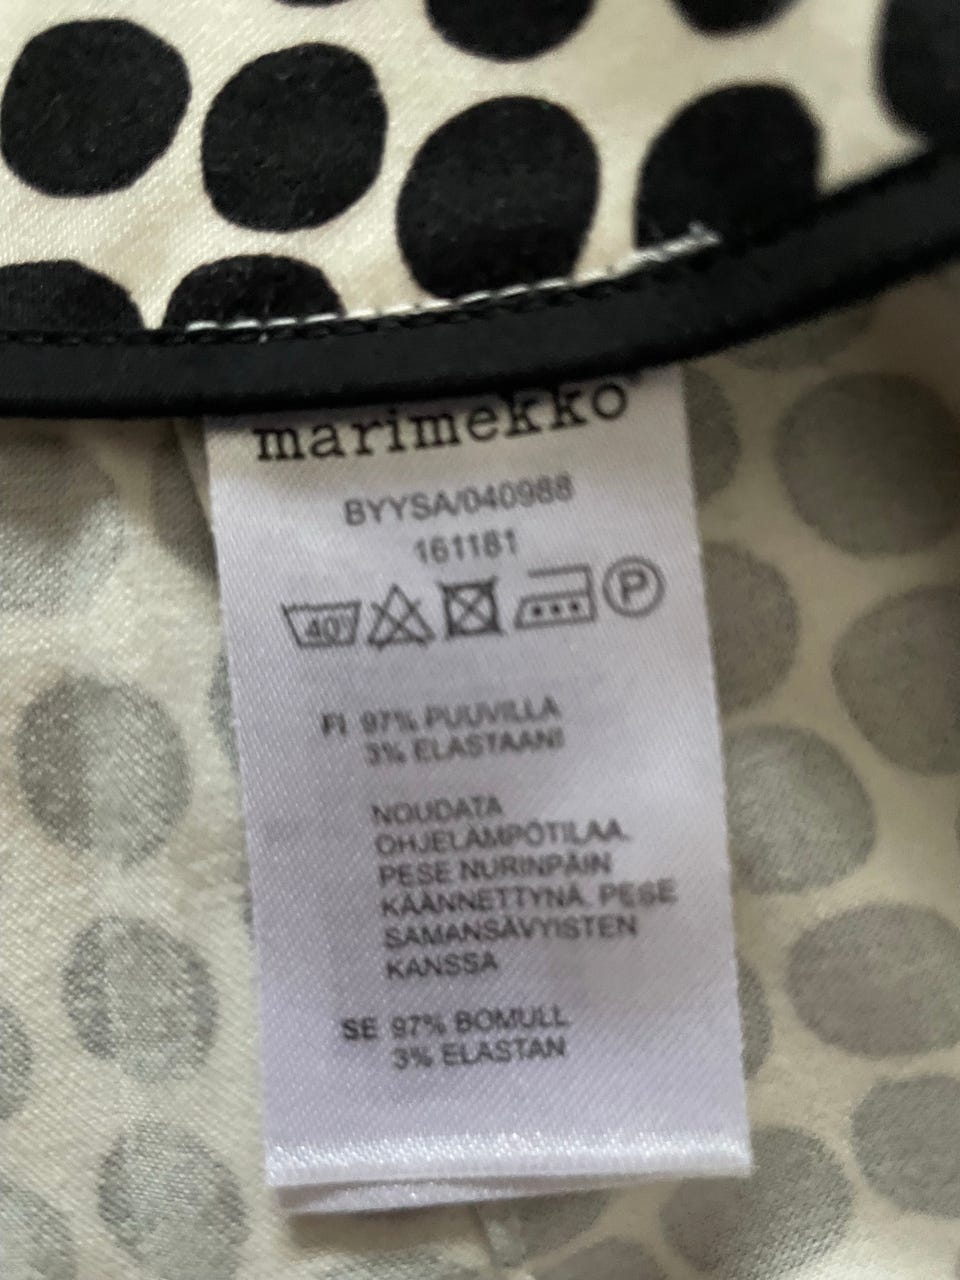 marimekko
BYYSA/040988
161181
40°
P
FI 97% PUUVILLA
3% ELASTAANI
NOUDATA
OHJELÄMPÖTILAA.
PESE NURINPÄIN
KÄÄNNETTYNÄ. PESE
SAMANSÄVYISTEN
KANSSA
SE 97% BOMULL
3% ELASTAN